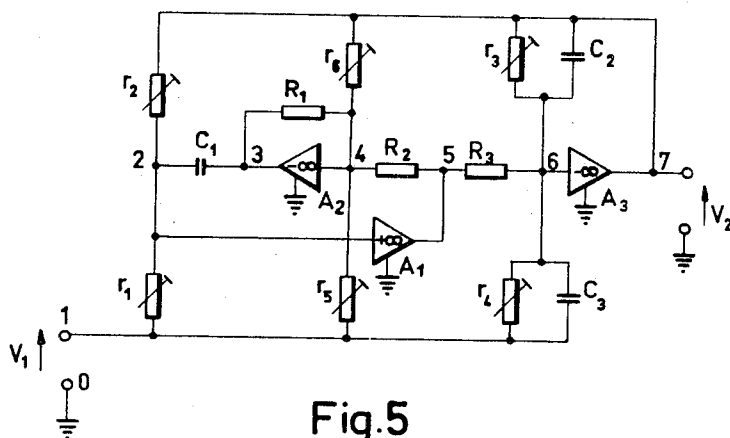 r2
r6
r3
C2
R1
C1
2
3
4
R2
5
R3
6
7
-∞
-∞
A2
A3
V2
+∞
A1
r1
r5
r4
C3
1
V1
0
Fig.5